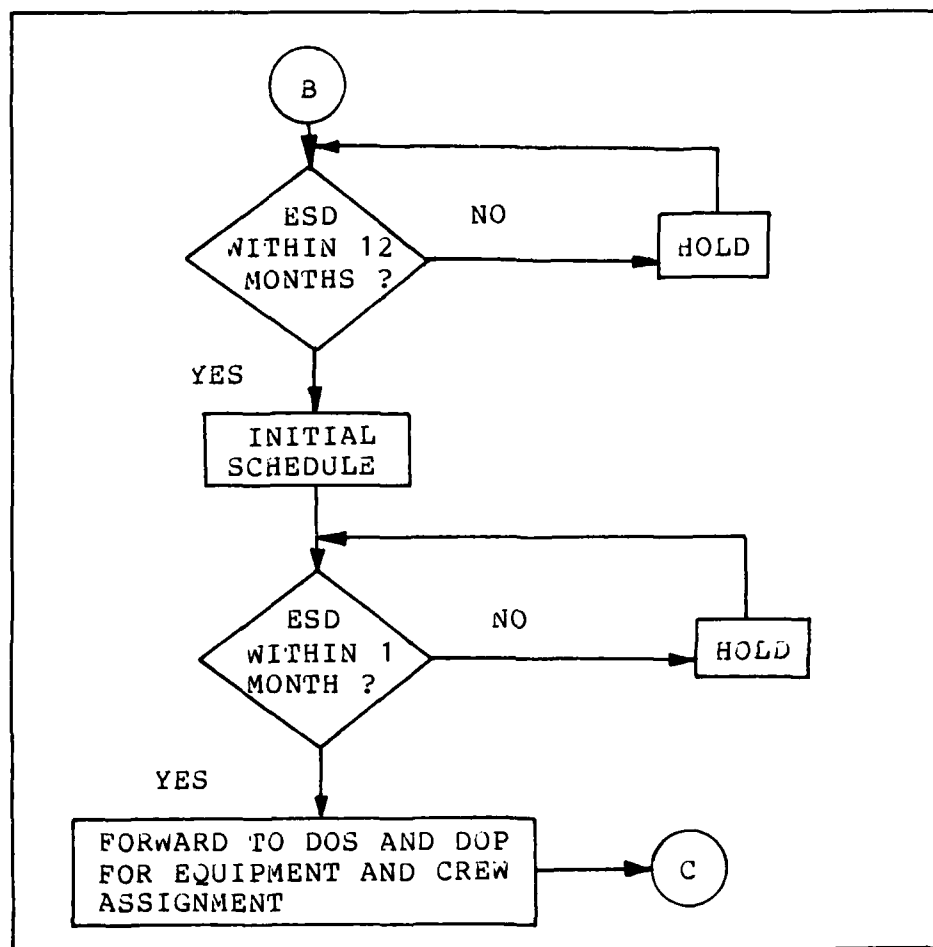 B
ESD
WITHIN 12
MONTHS ?
NO
HOLD
YES
INITIAL
SCHEDULE
ESD
WITHIN 1
MONTH ?
NO
HOLD
YES
FORWARD TO DOS AND DOP
FOR EQUIPMENT AND CREW
ASSIGNMENT
C